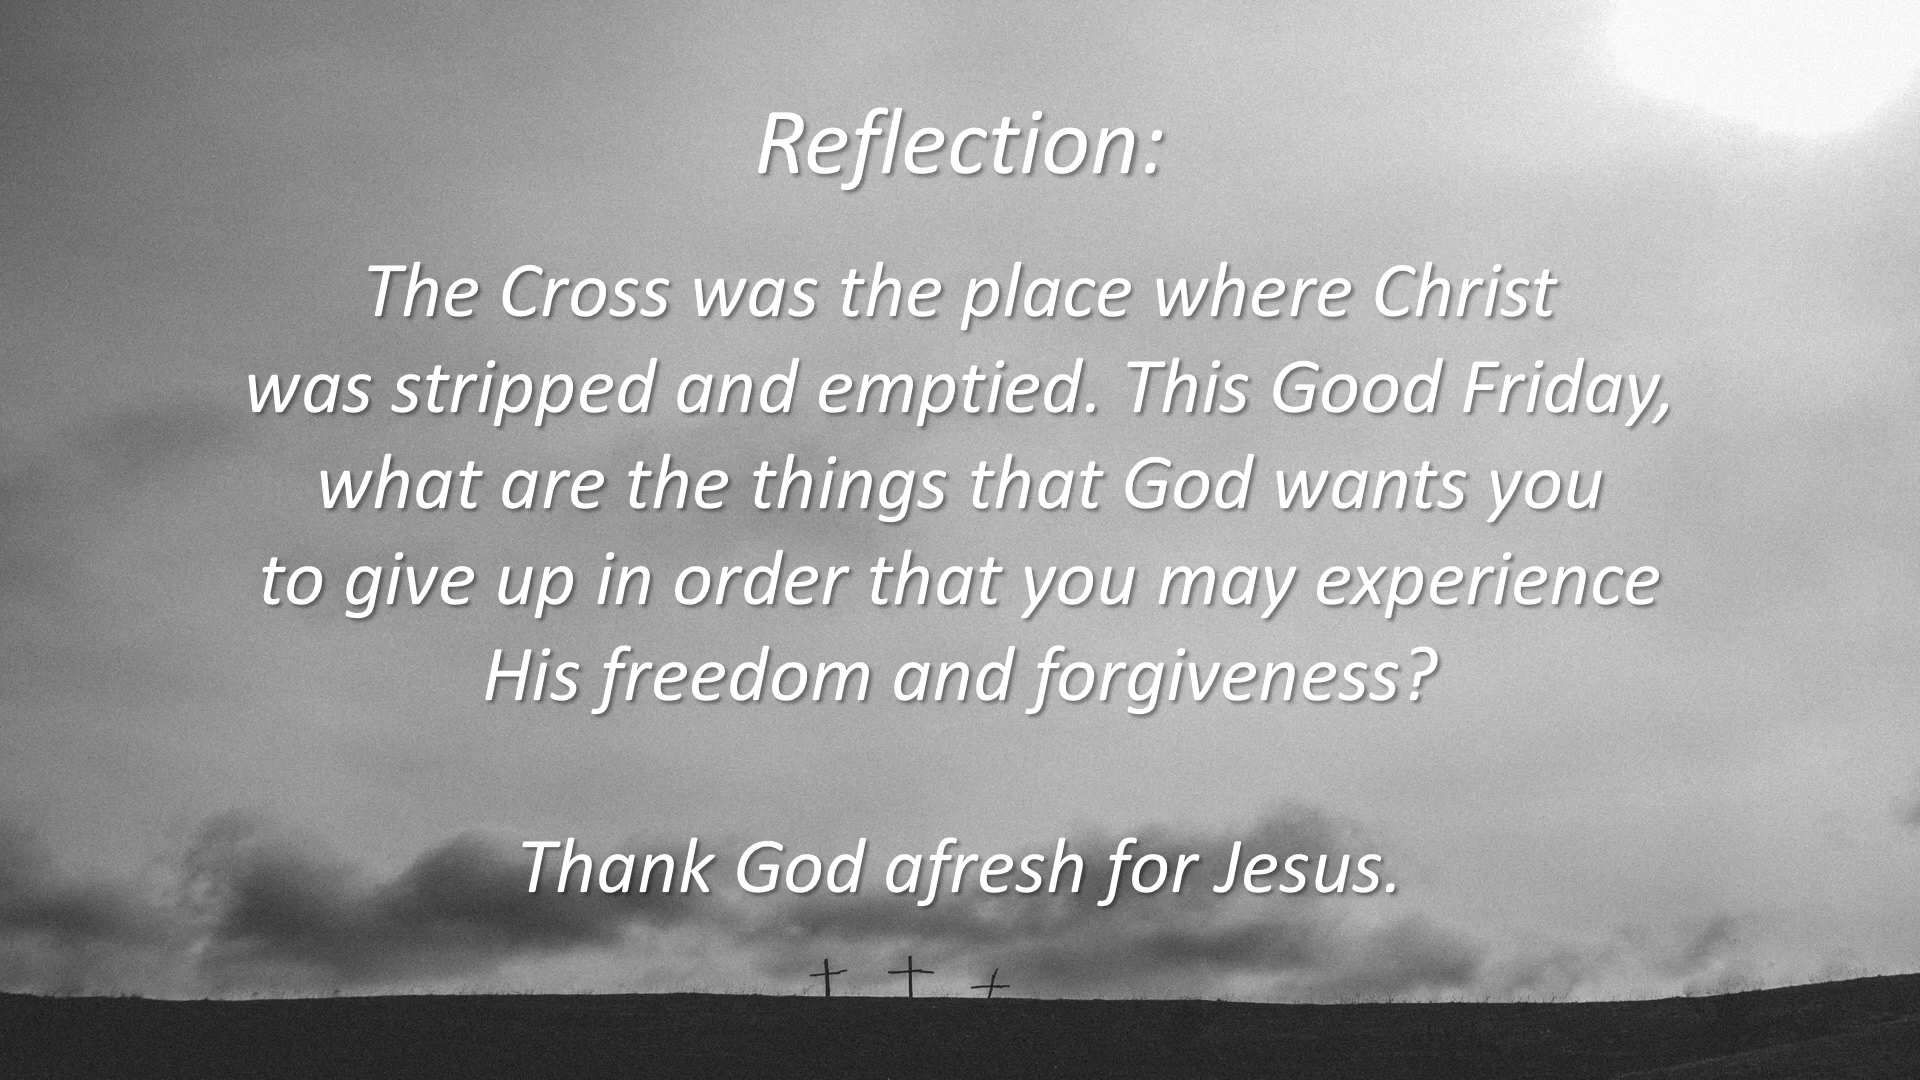 Reflection:
The Cross was the place where Christ
was stripped and emptied. This Good Friday,
what are the things that God wants you
to give up in order that you may experience
His freedom and forgiveness?
Thank God afresh for Jesus.